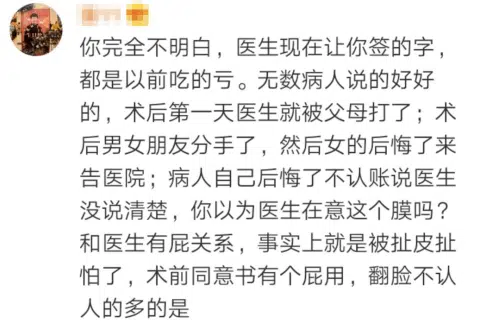 你完全不明白，医生现在让你签的字，
都是以前吃的亏。无数病人说的好好
的，术后第一天医生就被父母打了；术
后男女朋友分手了，然后女的后悔了来
告医院；病人自己后悔了不认账说医生
没说清楚，你以为医生在意这个膜吗？
和医生有屁关系，事实上就是被扯皮扯
怕了，术前同意书有个屁用，翻脸不认
人的多的是